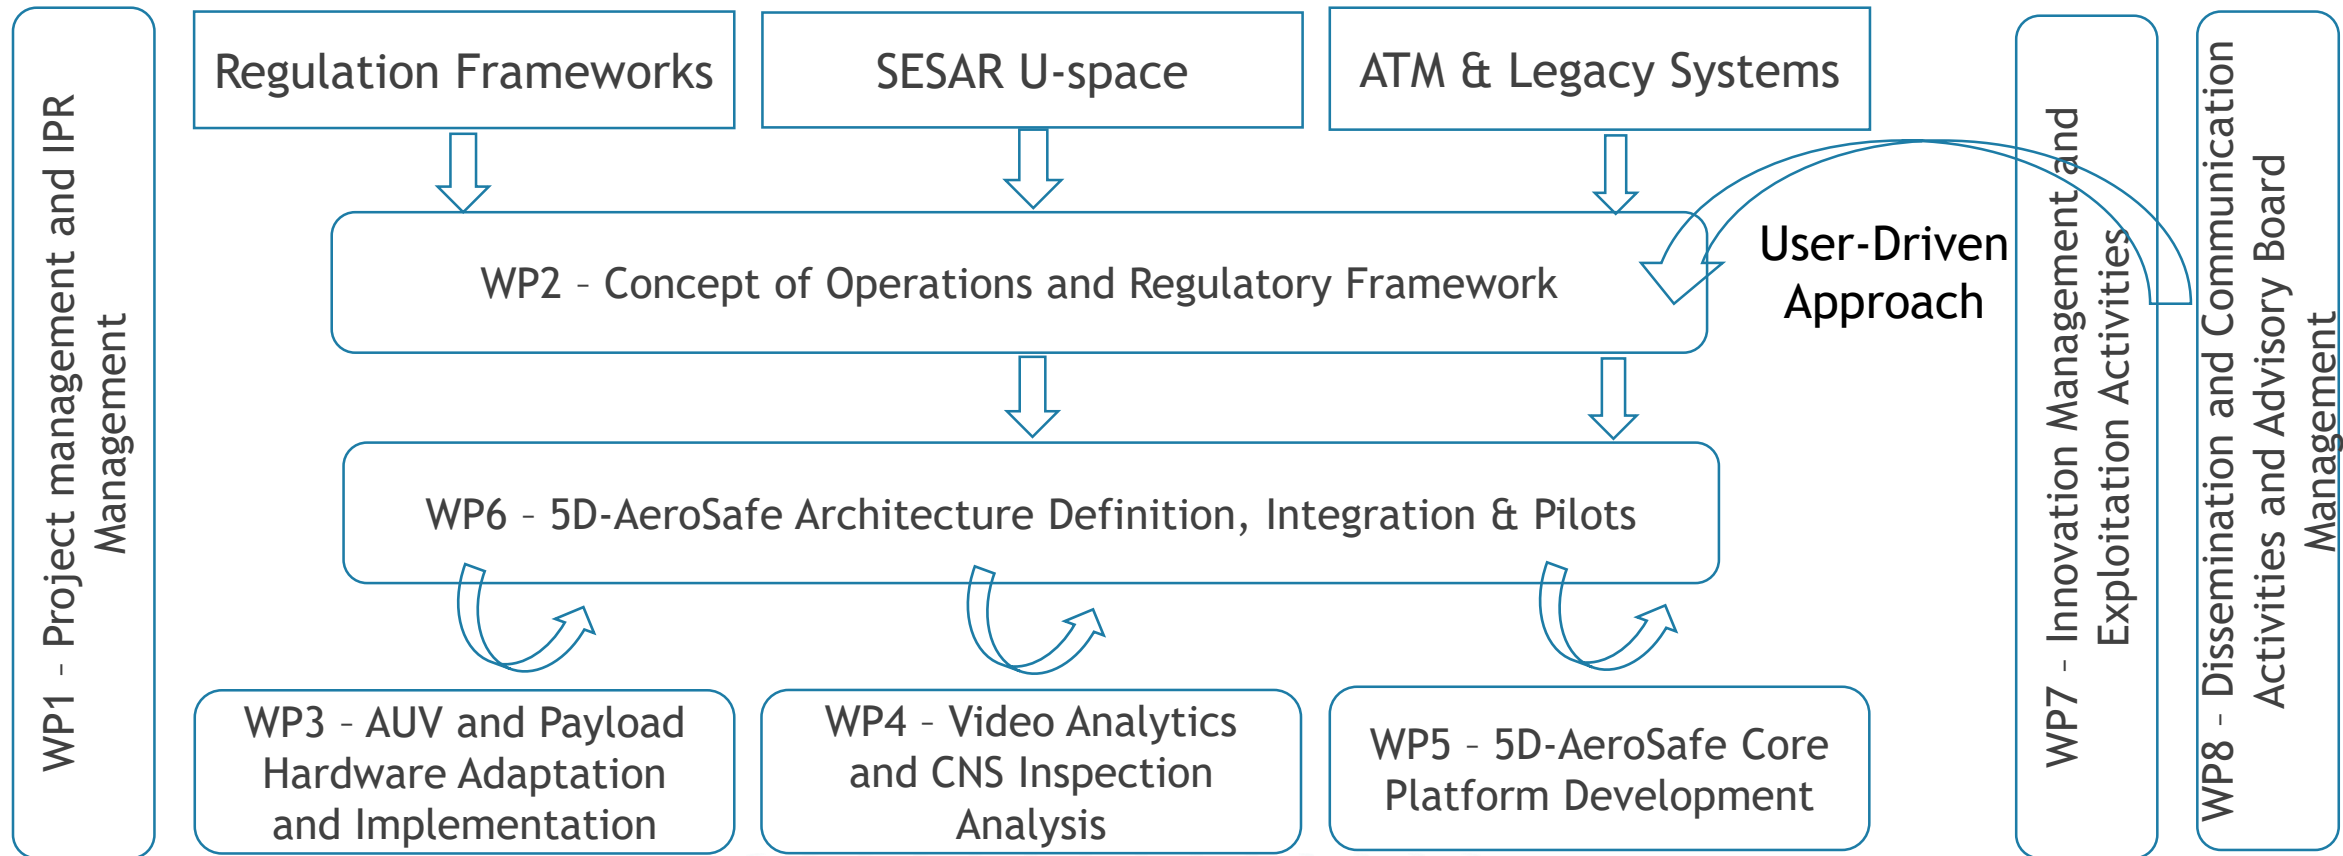 WP1 – Project management and IPR
Management
Regulation Frameworks
SESAR U-space
ATM & Legacy Systems
WP2 – Concept of Operations and Regulatory Framework
User-Driven
Approach
WP6 – 5D-AeroSafe Architecture Definition, Integration & Pilots
WP3 – AUV and Payload
Hardware Adaptation
and Implementation
WP4 – Video Analytics
and CNS Inspection
Analysis
WP5 – 5D-AeroSafe Core
Platform Development
WP7 – Innovation Management and
Exploitation Activities
WP8 – Dissemination and Communication
Activities and Advisory Board
Management